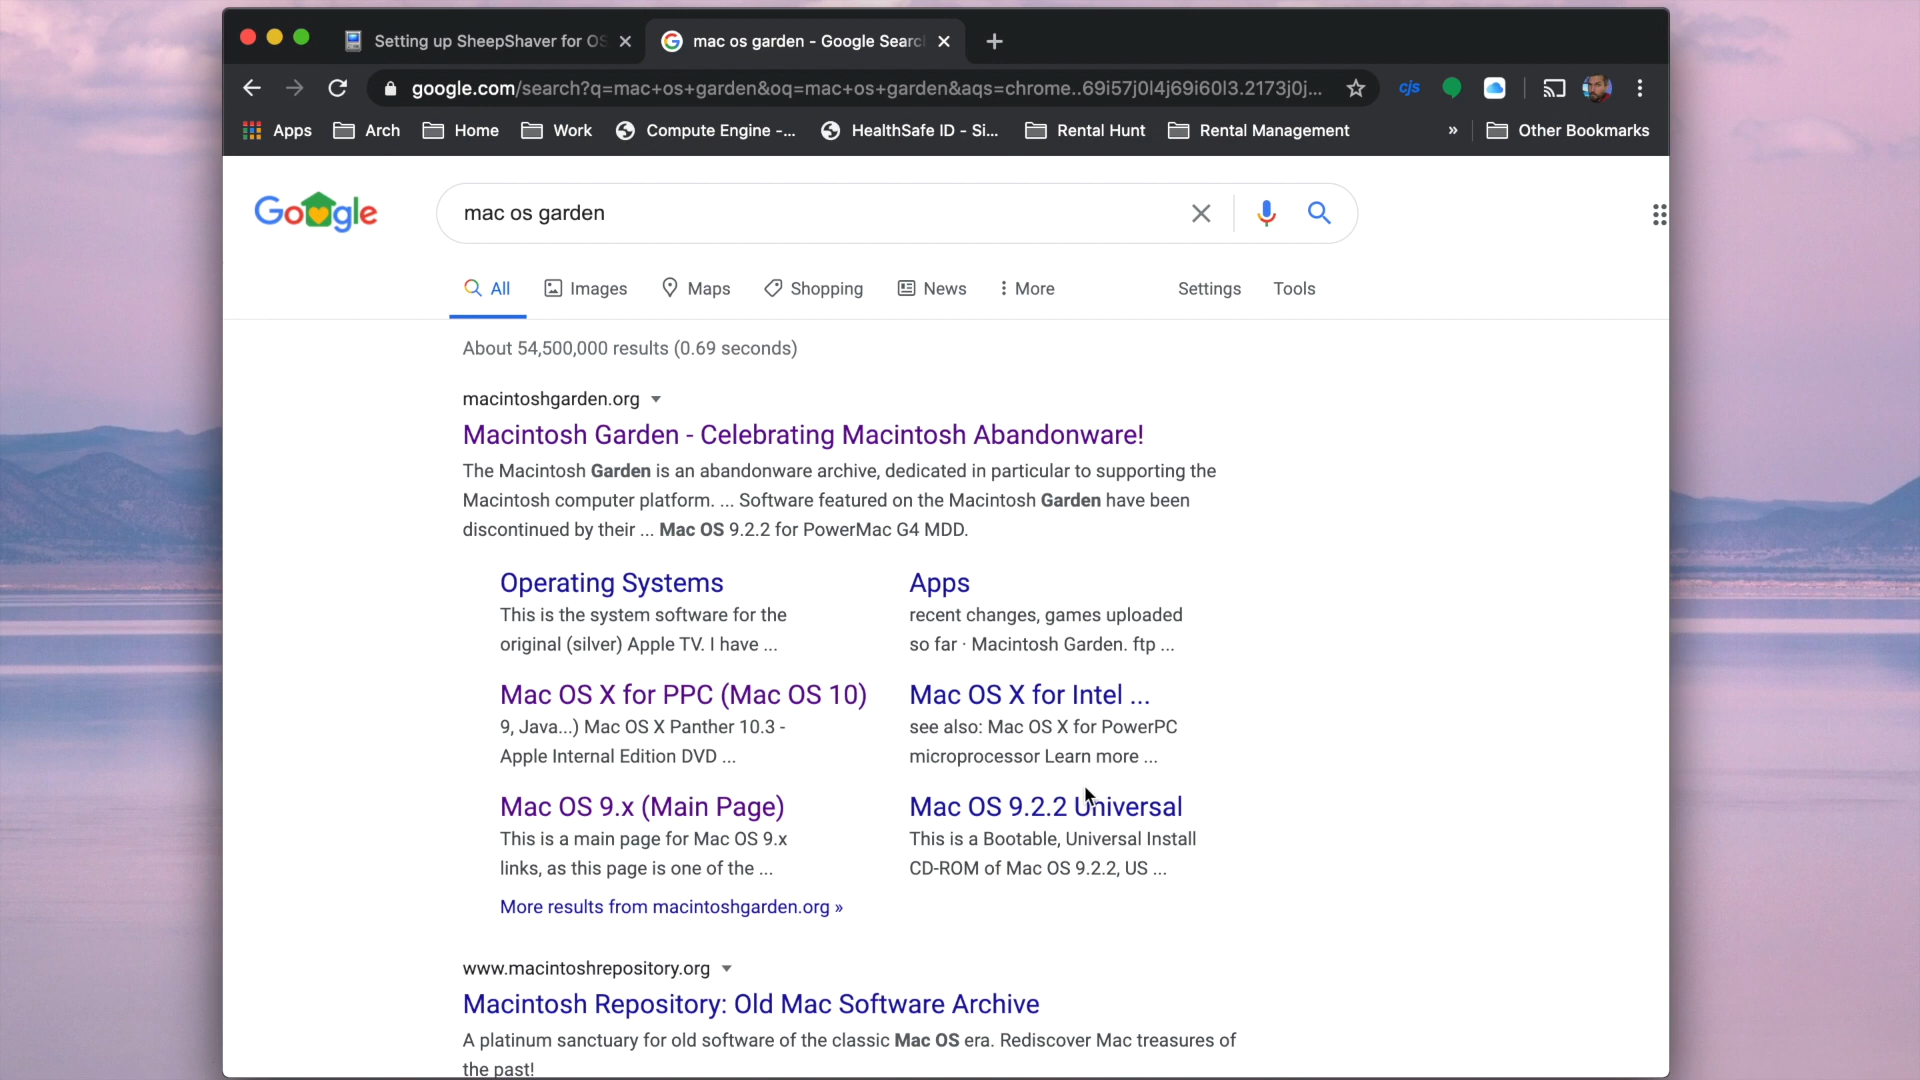 Setting up SheepShaver for OS
mac os garden - Google Searc
google.com/search?q=mac+os+garden&oq=mac+os+garden&aqs=chrome..69i57j0l4j69i60l3.2173j0j...
cjs
Apps Arch Home Work Compute Engine -... HealthSafe ID - Si... Rental Hunt Rental Management » Other Bookmarks
Google
mac os garden
All Images Maps Shopping News More Settings Tools
About 54,500,000 results (0.69 seconds)
macintoshgarden.org
Macintosh Garden - Celebrating Macintosh Abandonware!
The Macintosh Garden is an abandonware archive, dedicated in particular to supporting the
Macintosh computer platform. ... Software featured on the Macintosh Garden have been
discontinued by their ... Mac OS 9.2.2 for PowerMac G4 MDD.
Operating Systems
This is the system software for the
original (silver) Apple TV. I have ...
Apps
recent changes, games uploaded
so far · Macintosh Garden. ftp ...
Mac OS X for PPC (Mac OS 10)
9, Java...) Mac OS X Panther 10.3 -
Apple Internal Edition DVD ...
Mac OS X for Intel ...
see also: Mac OS X for PowerPC
microprocessor Learn more ...
Mac OS 9.x (Main Page)
This is a main page for Mac OS 9.x
links, as this page is one of the ...
Mac OS 9.2.2 Universal
This is a Bootable, Universal Install
CD-ROM of Mac OS 9.2.2, US ...
More results from macintoshgarden.org »
www.macintoshrepository.org
Macintosh Repository: Old Mac Software Archive
A platinum sanctuary for old software of the classic Mac OS era. Rediscover Mac treasures of
the past!